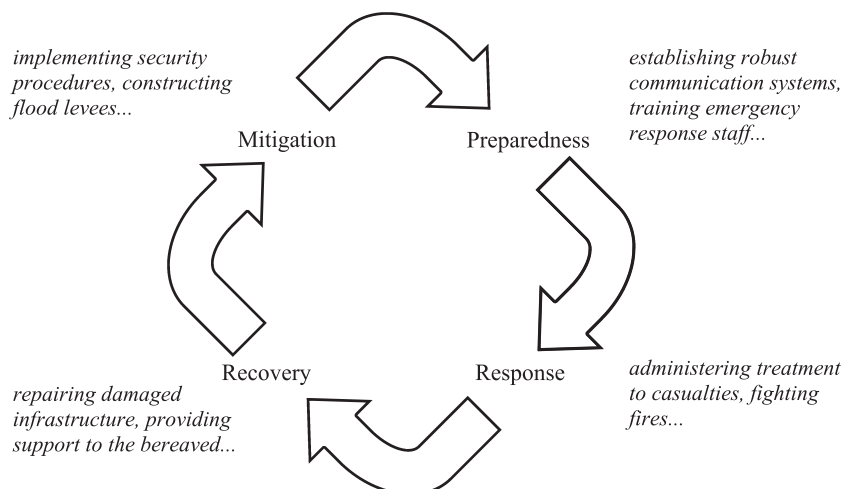 implementing security
procedures, constructing
flood levees...
establishing robust
communication systems,
training emergency
response staff...
Mitigation
Preparedness
Recovery
Response
repairing damaged
infrastructure, providing
support to the bereaved...
administering treatment
to casualties, fighting
fires...